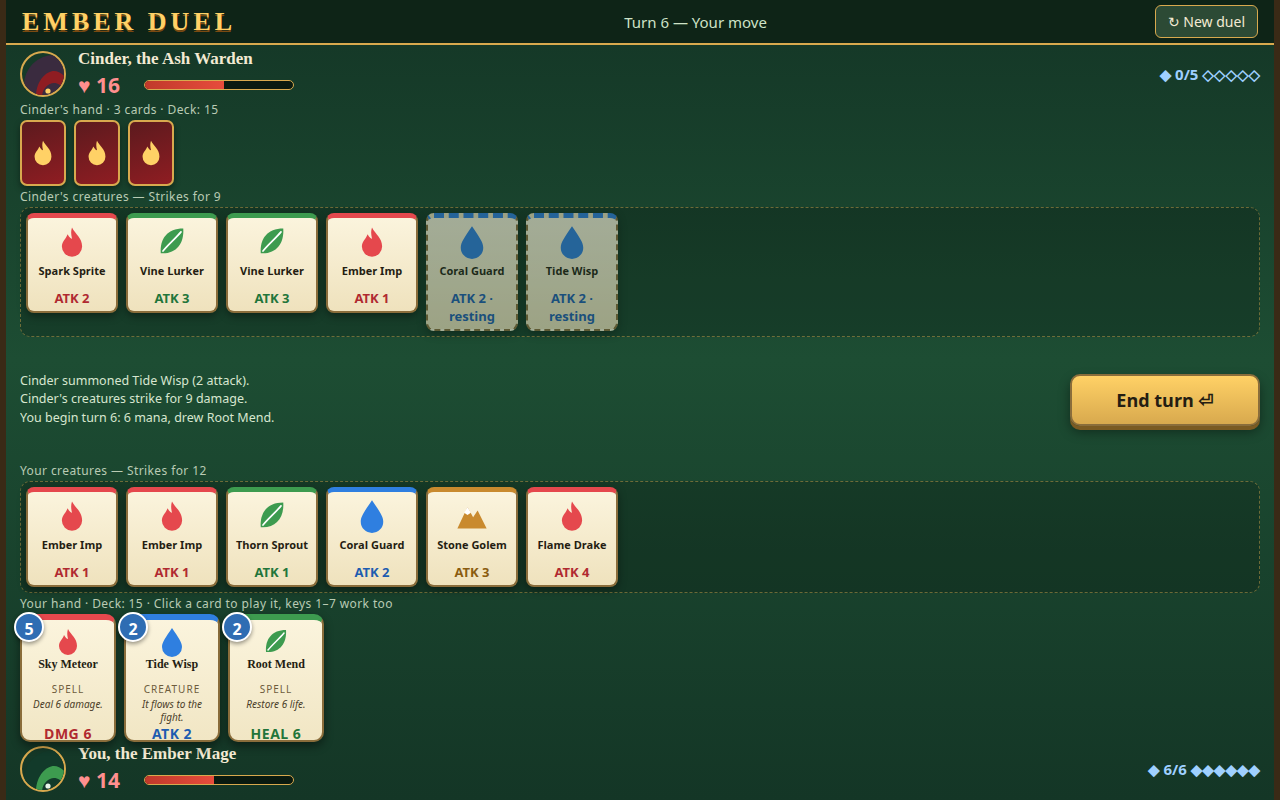 EMBER DUEL
Turn 6 — Your move
↻ New duel
Cinder, the Ash Warden
♥ 16
◆ 0/5 ◇◇◇◇◇
Cinder's hand · 3 cards · Deck: 15
Cinder's creatures — Strikes for 9
Spark Sprite
ATK 2
Vine Lurker
ATK 3
Vine Lurker
ATK 3
Ember Imp
ATK 1
Coral Guard
ATK 2 ·
resting
Tide Wisp
ATK 2 ·
resting
Cinder summoned Tide Wisp (2 attack).
Cinder's creatures strike for 9 damage.
You begin turn 6: 6 mana, drew Root Mend.
End turn ⏎
Your creatures — Strikes for 12
Ember Imp
ATK 1
Ember Imp
ATK 1
Thorn Sprout
ATK 1
Coral Guard
ATK 2
Stone Golem
ATK 3
Flame Drake
ATK 4
Your hand · Deck: 15 · Click a card to play it, keys 1–7 work too
5
Sky Meteor
SPELL
Deal 6 damage.
DMG 6
2
Tide Wisp
CREATURE
It flows to the
fight.
ATK 2
2
Root Mend
SPELL
Restore 6 life.
HEAL 6
You, the Ember Mage
♥ 14
◆ 6/6 ◆◆◆◆◆◆